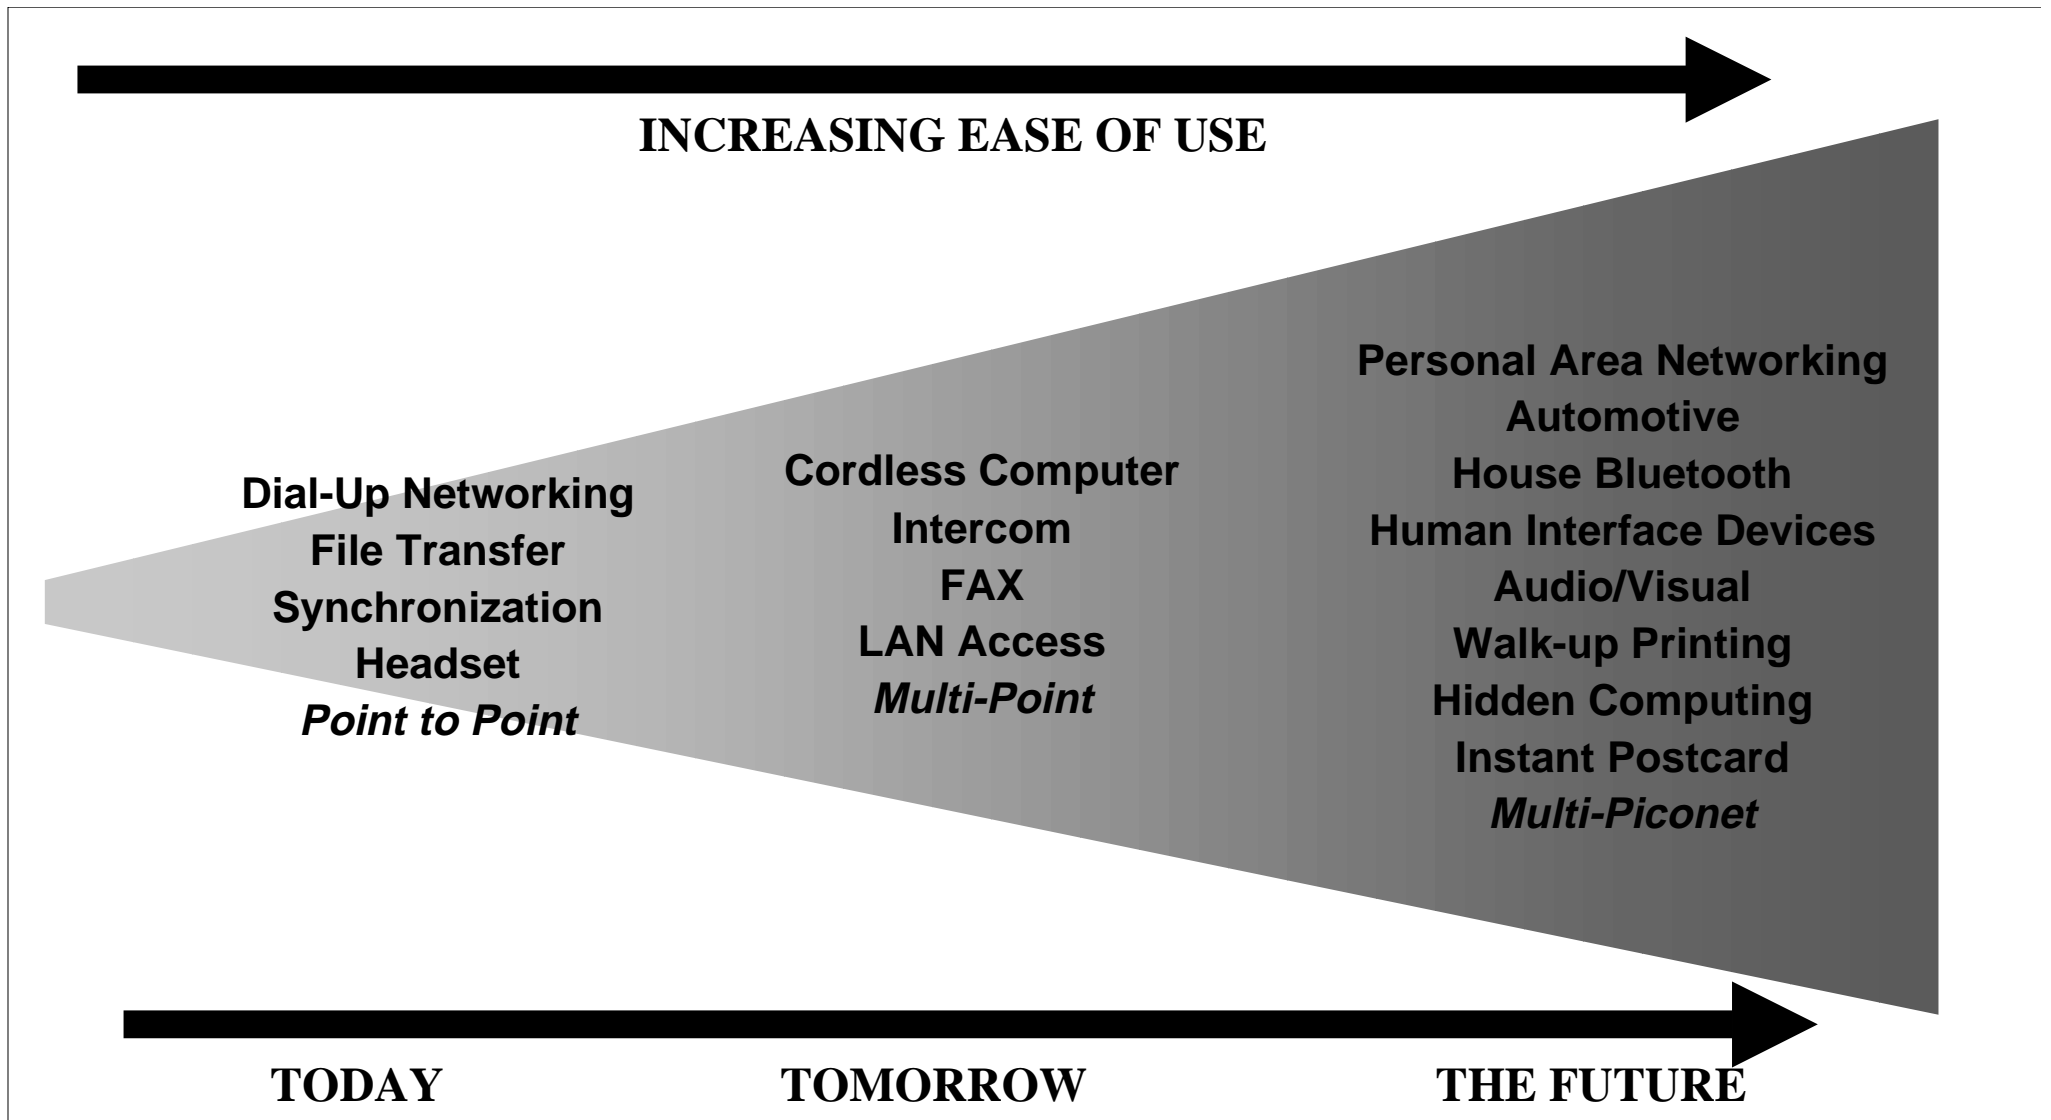 INCREASING EASE OF USE
Dial-Up Networking
File Transfer
Synchronization
Headset
Point to Point
Cordless Computer
Intercom
FAX
LAN Access
Multi-Point
Personal Area Networking
Automotive
House Bluetooth
Human Interface Devices
Audio/Visual
Walk-up Printing
Hidden Computing
Instant Postcard
Multi-Piconet
TODAY
TOMORROW
THE FUTURE